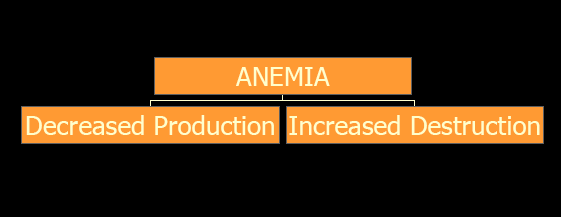 ANEMIA
Decreased Production
Increased Destruction